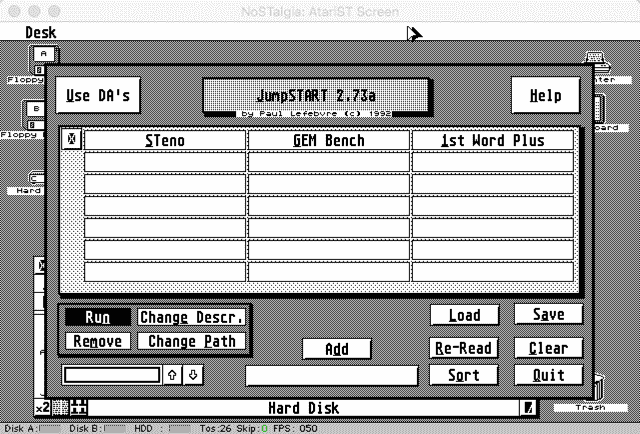 NoSTalgia: AtariST Screen
Desk
A
Floppy
Use DA's
JumpSTART 2.73a
by Paul Lefebvre (c) 1992
Help
B
Floppy
STeno GEM Bench 1st Word Plus
C
Hard
Run Change Descr.
Remove Change Path
Add
Load Save
Re-Read Clear
Sort Quit
x2
Hard Disk
Trash
Disk A: Disk B: HDD : Tos:26 Skip:0 FPS: 050